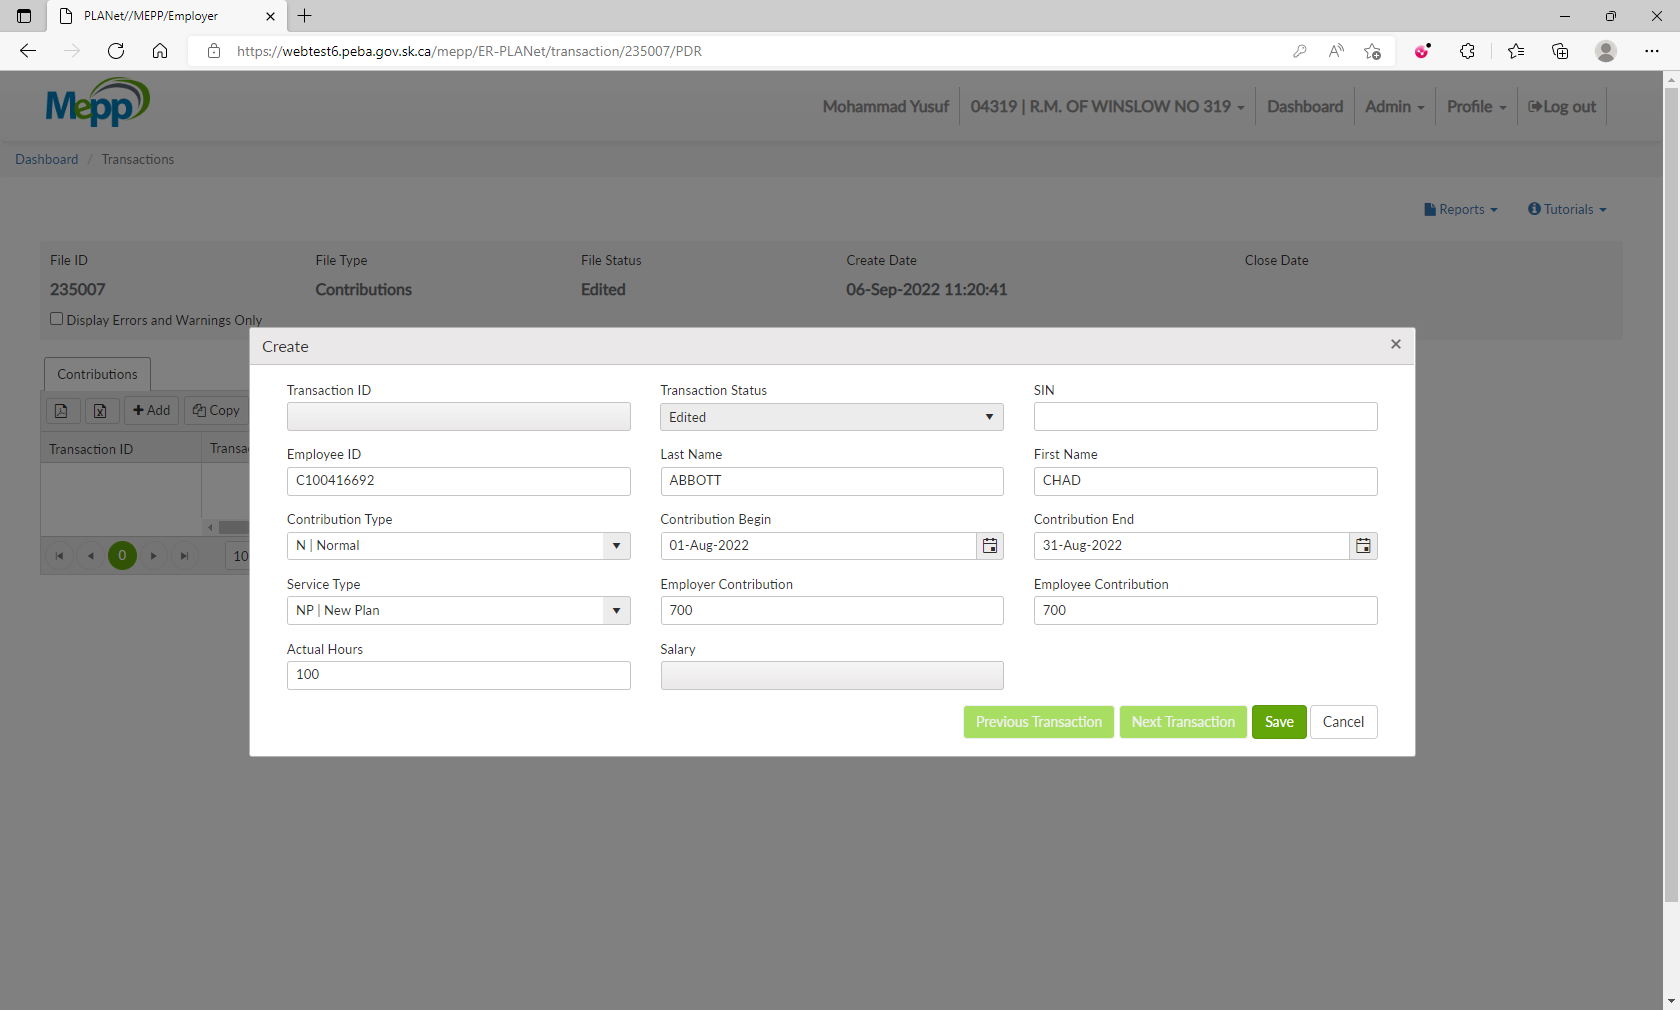 PLANet//MEPP/Employer
https://webtest6.peba.gov.sk.ca/mepp/ER-PLANet/transaction/235007/PDR
Mepp
Mohammad Yusuf
04319 | R.M. OF WINSLOW NO 319
Dashboard
Admin
Profile
Log out
Dashboard / Transactions
Reports
Tutorials
File ID
File Type
File Status
Create Date
Close Date
235007
Contributions
Edited
06-Sep-2022 11:20:41
Display Errors and Warnings Only
Create
Contributions
Add
Copy
Transaction ID
Transa
0
10
Transaction ID
Transaction Status
SIN
Edited
Employee ID
Last Name
First Name
C100416692
ABBOTT
CHAD
Contribution Type
Contribution Begin
Contribution End
N | Normal
01-Aug-2022
31-Aug-2022
Service Type
Employer Contribution
Employee Contribution
NP | New Plan
700
700
Actual Hours
Salary
100
Previous Transaction
Next Transaction
Save
Cancel